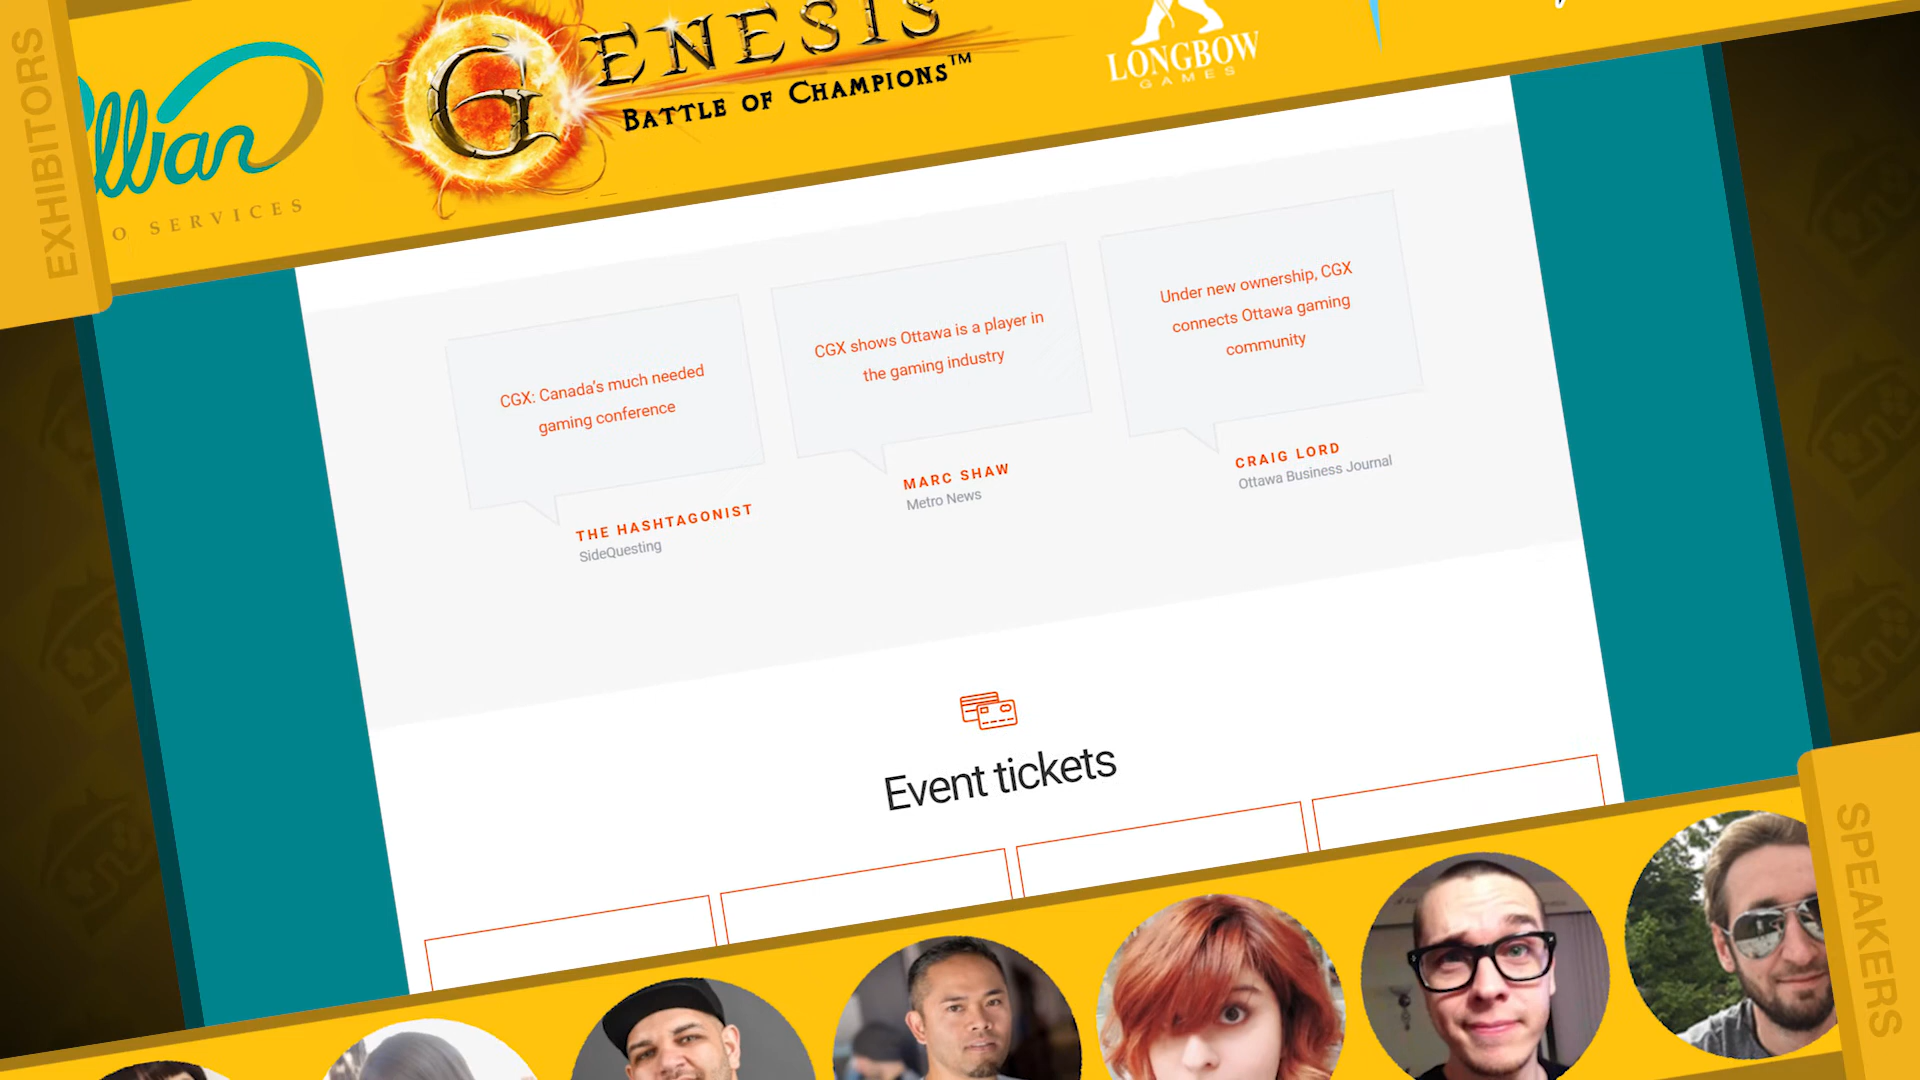 EXHIBITORS
llian
O SERVICES
GENESIS
BATTLE OF CHAMPIONS™
LONGBOW
GAMES
CGX: Canada's much needed
gaming conference
THE HASHTAGONIST
SideQuesting
CGX shows Ottawa is a player in
the gaming industry
MARC SHAW
Metro News
Under new ownership, CGX
connects Ottawa gaming
community
CRAIG LORD
Ottawa Business Journal
Event tickets
SPEAKERS